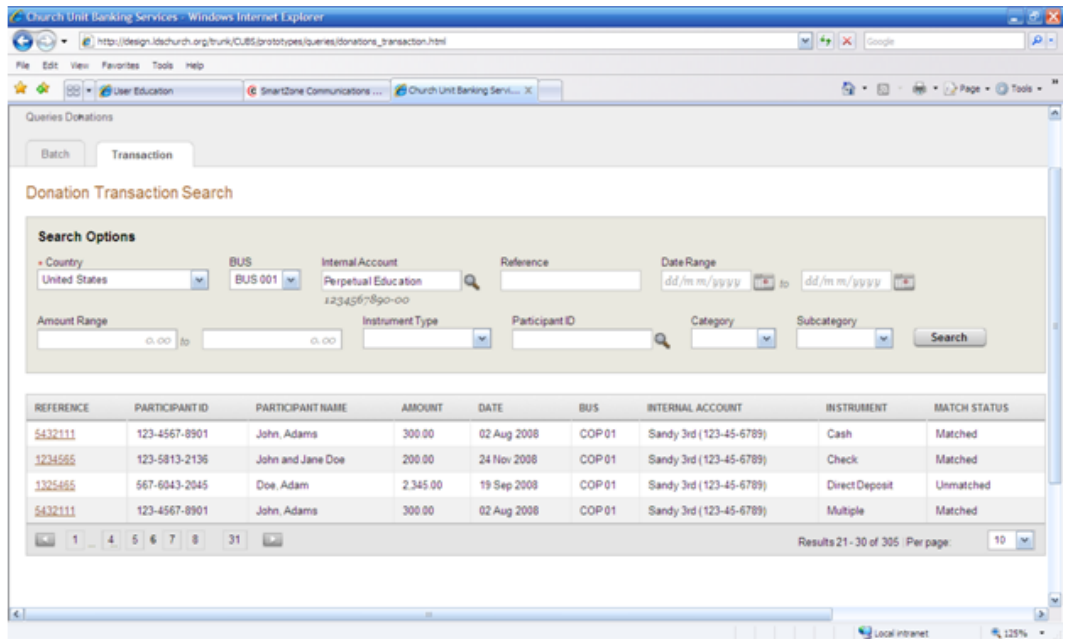 Church Unit Banking Services - Windows Internet Explorer
http://design.ldschurch.org/trunk/CUBS/prototypes/queries/donations_transaction.html Google
File Edit View Favorites Tools Help
User Education SmartZone Communications ... Church Unit Banking Servi... X Page Tools
Queries Donations
Batch Transaction
Donation Transaction Search
Search Options
Country BUS Internal Account Reference Date Range
United States BUS 001 Perpetual Education dd/mm/yyyy to dd/mm/yyyy
1234567890-00
Amount Range Instrument Type Participant ID Category Subcategory
0.00 to 0.00 Search
REFERENCE PARTICIPANT ID PARTICIPANT NAME AMOUNT DATE BUS INTERNAL ACCOUNT INSTRUMENT MATCH STATUS
5432111 123-4567-8901 John, Adams 300.00 02 Aug 2008 COP 01 Sandy 3rd (123-45-6789) Cash Matched
1234565 123-5813-2136 John and Jane Doe 200.00 24 Nov 2008 COP 01 Sandy 3rd (123-45-6789) Check Matched
1325465 567-6043-2045 Doe, Adam 2,345.00 19 Sep 2008 COP 01 Sandy 3rd (123-45-6789) Direct Deposit Unmatched
5432111 123-4567-8901 John, Adams 300.00 02 Aug 2008 COP 01 Sandy 3rd (123-45-6789) Multiple Matched
1 ... 4 5 6 7 8 31 Results 21 - 30 of 305 | Per page: 10
Local intranet 125%